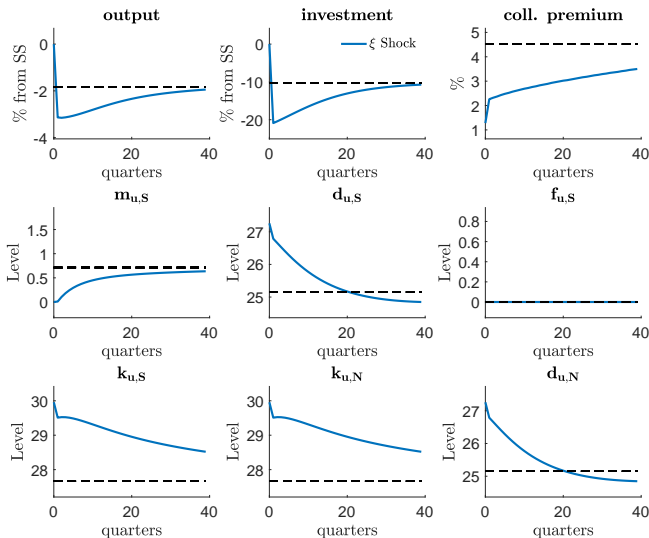 output
% from SS
0
-2
-4
0
20
40
quarters
investment
% from SS
0
-10
-20
ξ Shock
0
20
40
quarters
coll. premium
%
5
4
3
2
1
0
20
40
quarters
m_{u,S}
Level
1.5
1
0.5
0
0
20
40
quarters
d_{u,S}
Level
27
26
25
0
20
40
quarters
f_{u,S}
Level
0.8
0.6
0.4
0.2
0
0
20
40
quarters
k_{u,S}
Level
30
29
28
0
20
40
quarters
k_{u,N}
Level
30
29
28
0
20
40
quarters
d_{u,N}
Level
27
26
25
0
20
40
quarters